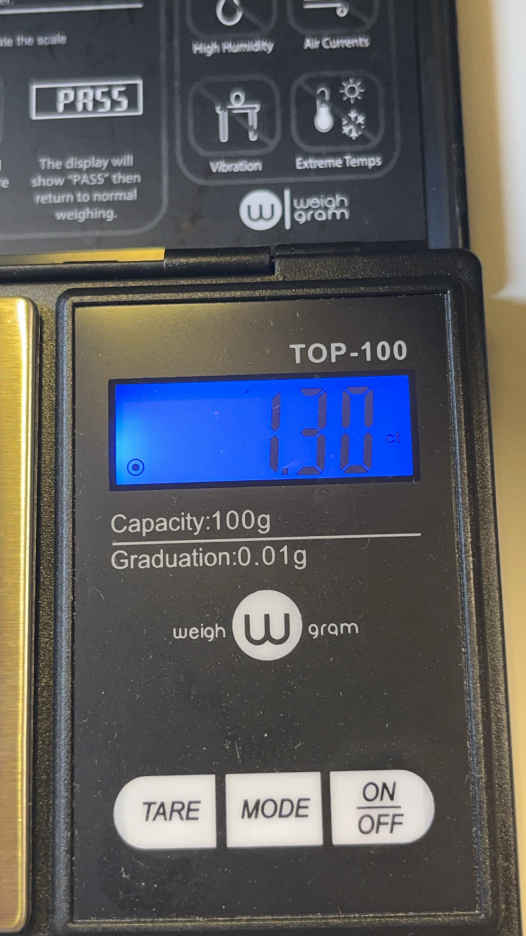 ate the scale
High Humidity
Air Currents
PASS
The display will
show "PASS" then
return to normal
weighing.
Vibration
Extreme Temps
w weigh
gram
TOP-100
1.30 g
Capacity:100g
Graduation:0.01g
weigh w gram
TARE
MODE
ON
OFF